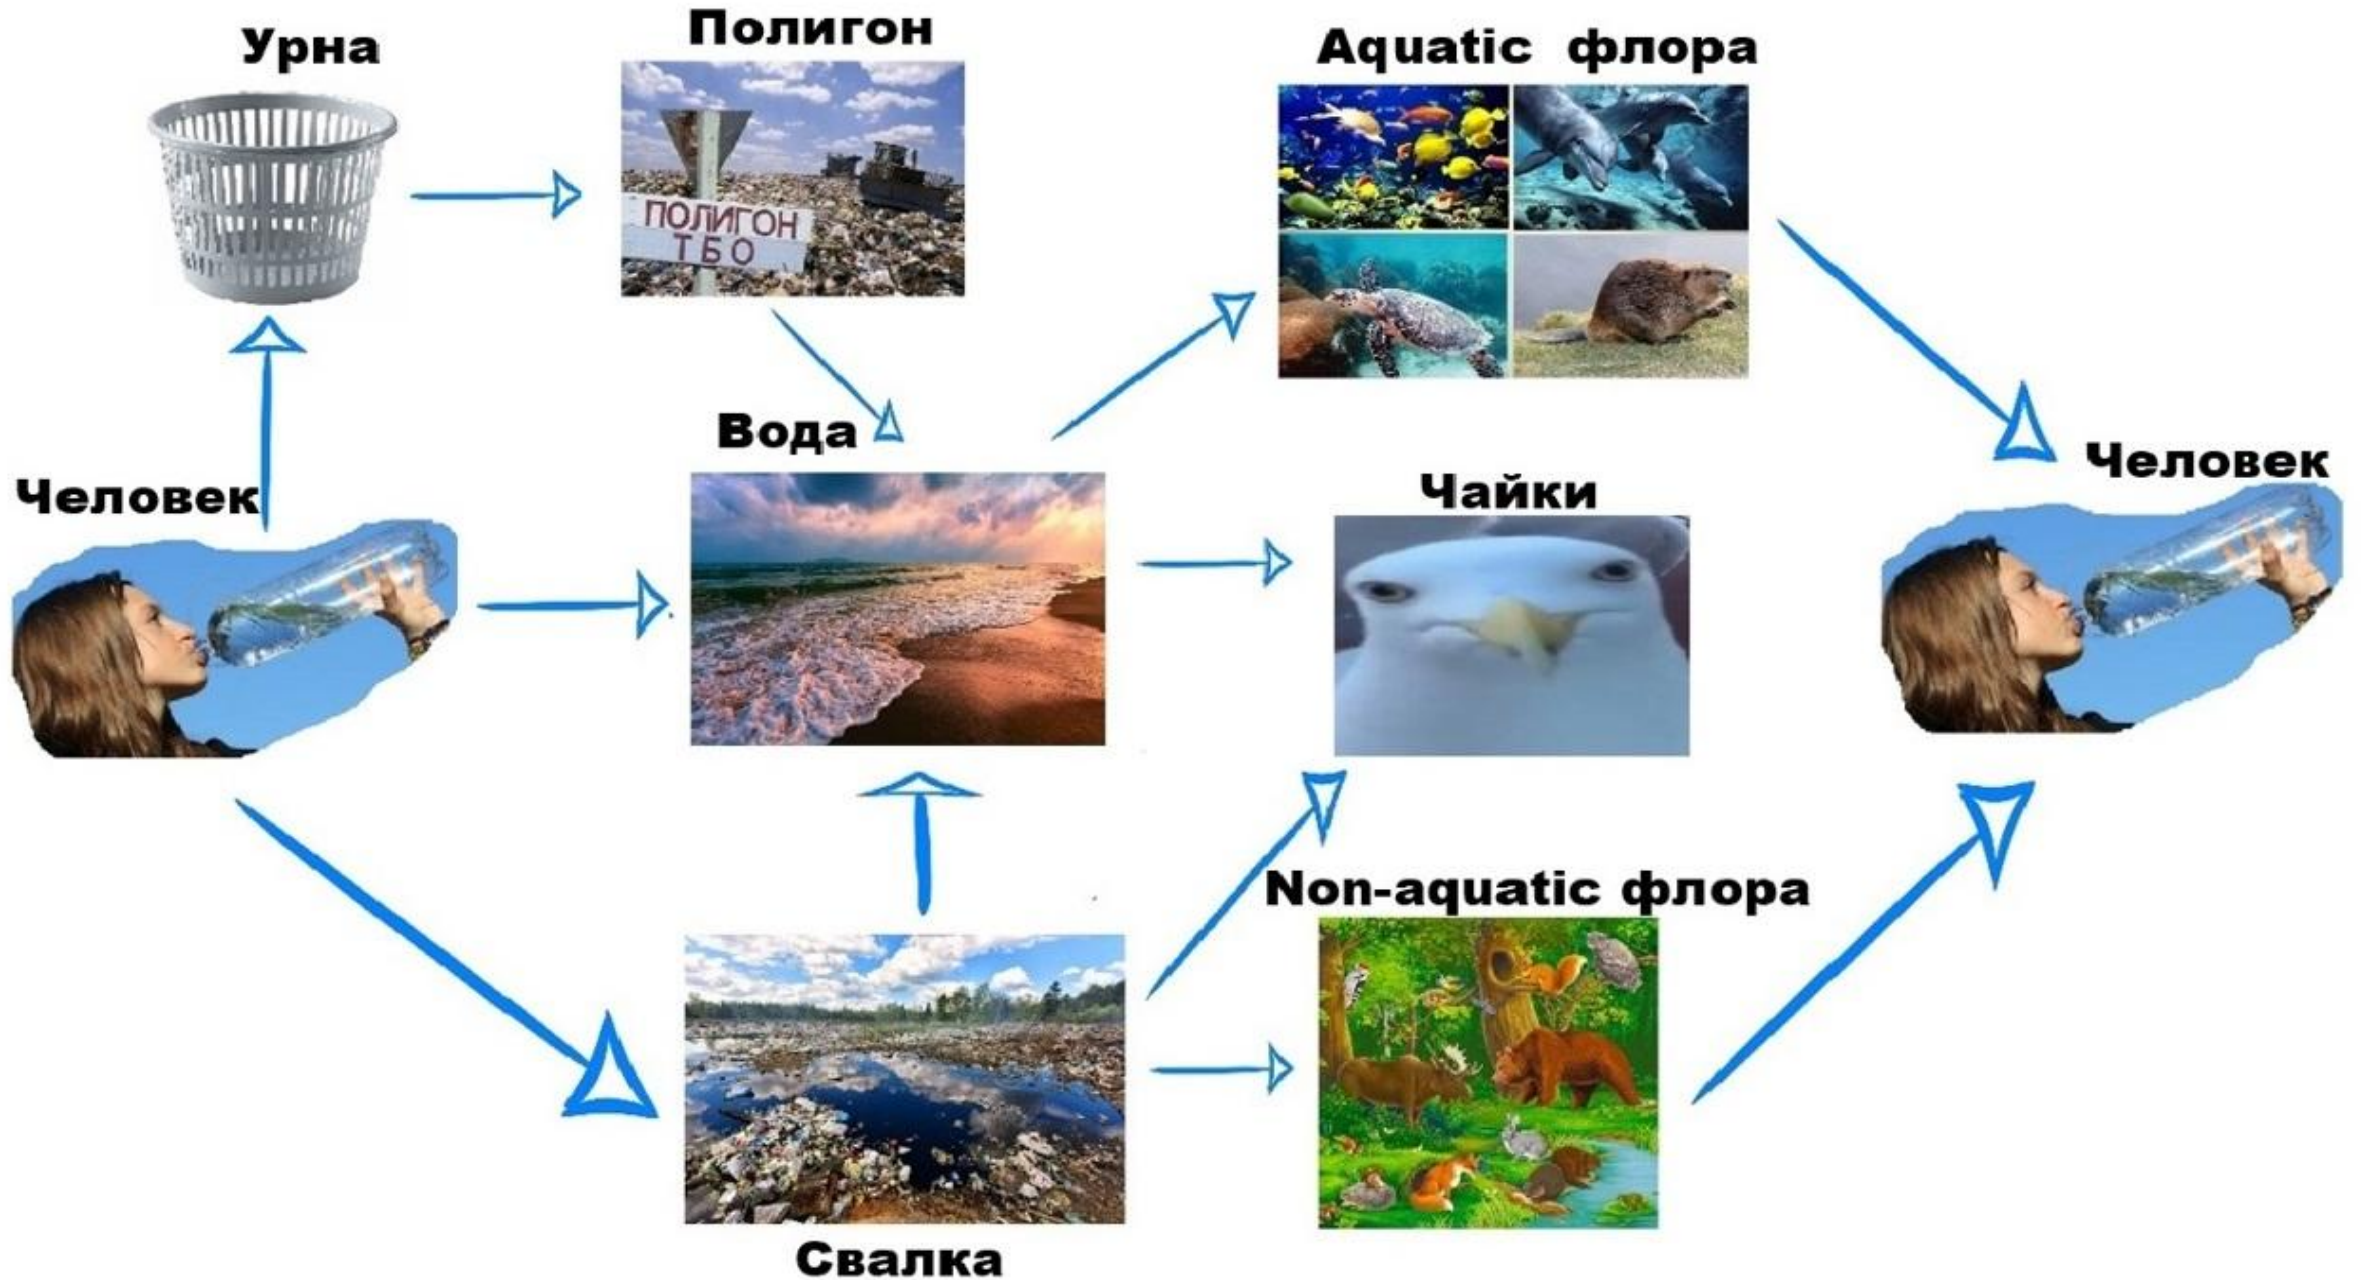 Урна
Полигон
ПОЛИГОН
ТБО
Aquatic флора
Вода
Человек
Чайки
Человек
Non-aquatic флора
Свалка